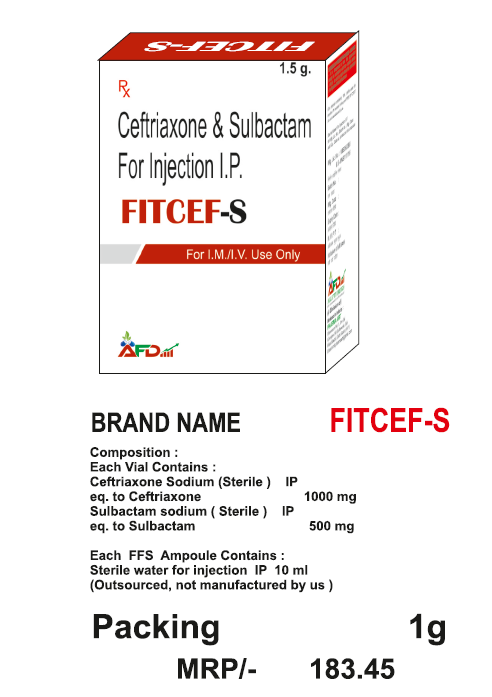 FITCEF-S
1.5 g.
Rx
Ceftriaxone & Sulbactam
For Injection I.P.
FITCEF-S
For I.M./I.V. Use Only
AFD
AFD
BRAND NAME FITCEF-S
Composition :
Each Vial Contains :
Ceftriaxone Sodium (Sterile ) IP
eq. to Ceftriaxone 1000 mg
Sulbactam sodium ( Sterile ) IP
eq. to Sulbactam 500 mg
Each FFS Ampoule Contains :
Sterile water for injection IP 10 ml
(Outsourced, not manufactured by us )
Packing 1g
MRP/- 183.45